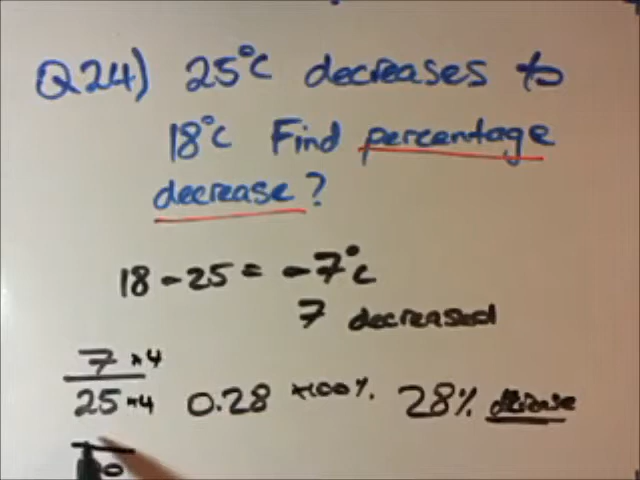 Q24) 25°C decreases to
18°C Find percentage
decrease?
18 - 25 = -7°C
7 decreased
7 ×4
25 ×4 0.28 ×100% 28% decrease